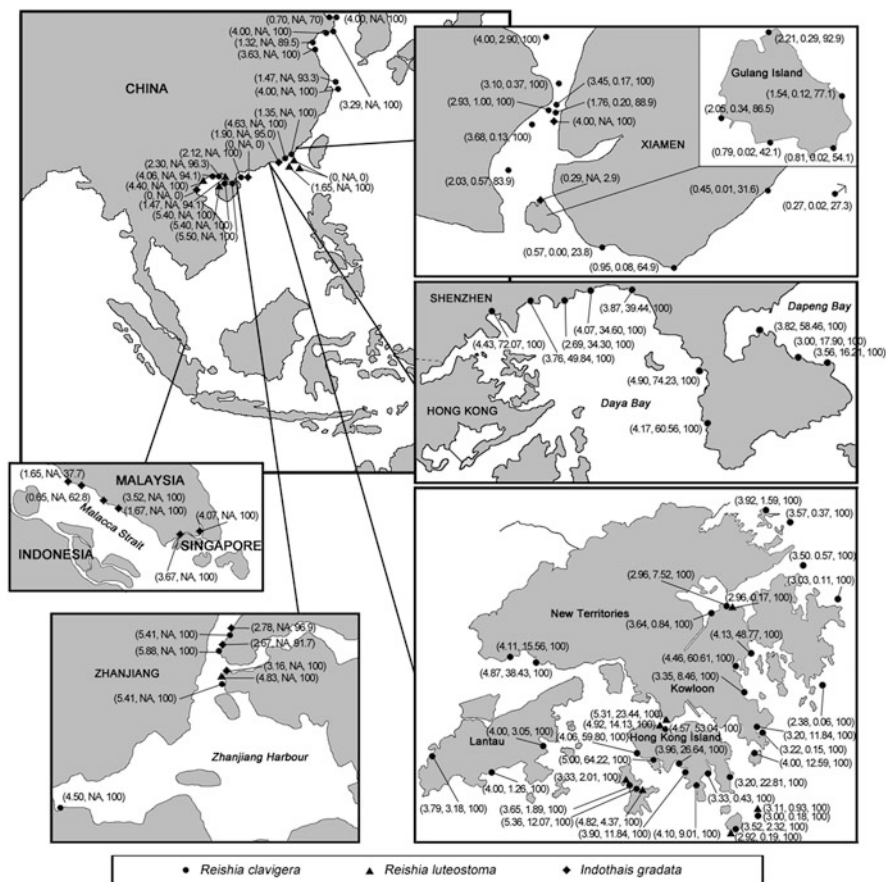 (0.70, NA, 70)
(4.00, NA, 100)
(4.00, NA, 100)
(1.32, NA, 89.5)
(3.63, NA, 100)
CHINA
(1.47, NA, 93.3)
(4.00, NA, 100)
(3.29, NA, 100)
(1.35, NA, 100)
(4.63, NA, 100)
(1.90, NA, 95.0)
(0, NA, 0)
(2.12, NA, 100)
(2.30, NA, 96.3)
(4.06, NA, 94.1)
(4.40, NA, 100)
(0, NA, 0)
(1.47, NA, 94.1)
(5.40, NA, 100)
(5.40, NA, 100)
(5.50, NA, 100)
(0, NA, 0)
(1.65, NA, 100)
(4.00, 2.90, 100)
(3.10, 0.37, 100)
(3.45, 0.17, 100)
(2.93, 1.00, 100)
(1.76, 0.20, 88.9)
(4.00, NA, 100)
(3.68, 0.13, 100)
XIAMEN
(2.03, 0.57, 83.9)
(0.29, NA, 2.9)
(0.45, 0.01, 31.6)
(0.27, 0.02, 27.3)
(0.57, 0.00, 23.8)
(0.95, 0.08, 64.9)
(2.21, 0.29, 92.9)
Gulang Island
(1.54, 0.12, 77.1)
(2.05, 0.34, 86.5)
(0.79, 0.02, 42.1)
(0.81, 0.02, 54.1)
SHENZHEN
(3.87, 39.44, 100)
Dapeng Bay
(4.07, 34.60, 100)
(3.82, 58.46, 100)
(4.43, 72.07, 100)
(2.69, 34.30, 100)
(3.00, 17.90, 100)
(3.76, 49.84, 100)
(3.56, 16.21, 100)
(4.90, 74.23, 100)
HONG KONG
Daya Bay
(4.17, 60.56, 100)
(1.65, NA, 37.7)
MALAYSIA
(0.65, NA, 62.8)
(3.52, NA, 100)
(1.67, NA, 100)
(4.07, NA, 100)
Malacca Strait
INDONESIA
SINGAPORE
(3.67, NA, 100)
(2.78, NA, 96.9)
(5.41, NA, 100)
(2.67, NA, 91.7)
(5.88, NA, 100)
ZHANJIANG
(3.16, NA, 100)
(4.83, NA, 100)
(5.41, NA, 100)
Zhanjiang Harbour
(4.50, NA, 100)
(3.92, 1.59, 100)
(3.57, 0.37, 100)
(3.50, 0.57, 100)
(2.96, 7.52, 100)
(3.03, 0.11, 100)
(2.96, 0.17, 100)
New Territories
(3.64, 0.84, 100)
(4.13, 48.77, 100)
(4.11, 15.56, 100)
(4.46, 60.61, 100)
(4.87, 38.43, 100)
(3.35, 8.46, 100)
Kowloon
(2.38, 0.06, 100)
(5.31, 23.44, 100)
(4.92, 14.13, 100)
(4.57, 53.04, 100)
(3.20, 11.84, 100)
(4.00, 3.05, 100)
(4.06, 59.80, 100)
Hong Kong Island
(3.22, 0.15, 100)
Lantau
(5.00, 64.22, 100)
(3.96, 26.64, 100)
(4.00, 12.59, 100)
(3.33, 2.01, 100)
(3.20, 22.81, 100)
(3.79, 3.18, 100)
(4.00, 1.26, 100)
(3.65, 1.89, 100)
(3.33, 0.43, 100)
(5.36, 12.07, 100)
(4.82, 4.37, 100)
(3.11, 0.93, 100)
(3.00, 0.18, 100)
(3.90, 11.84, 100)
(4.10, 9.01, 100)
(3.52, 2.32, 100)
(2.92, 0.19, 100)
Reishia clavigera
Reishia luteostoma
Indothais gradata